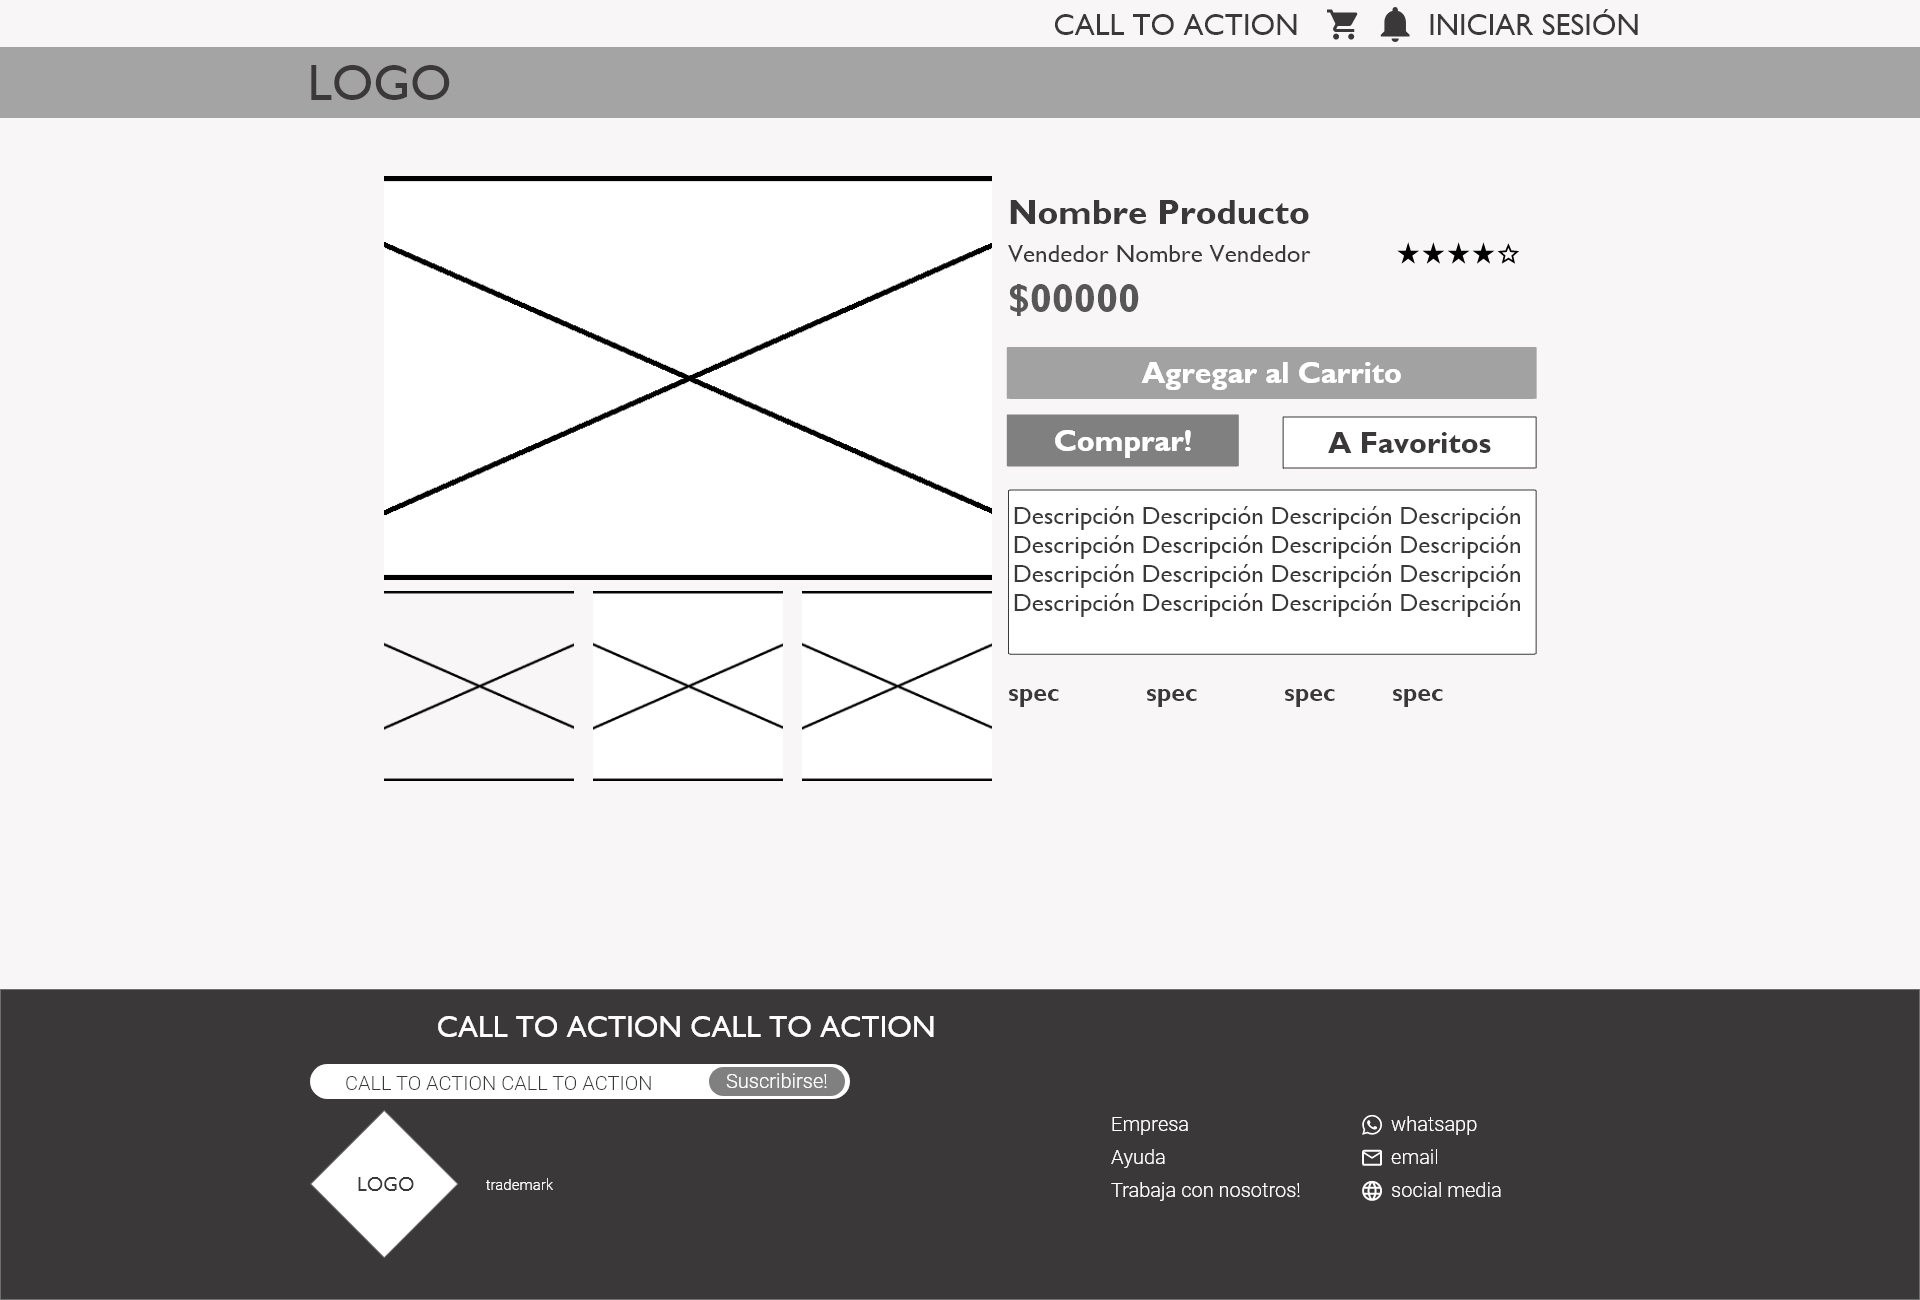 CALL TO ACTION INICIAR SESIÓN
LOGO
Nombre Producto
Vendedor Nombre Vendedor
$00000
Agregar al Carrito
Comprar!
A Favoritos
Descripción Descripción Descripción Descripción
Descripción Descripción Descripción Descripción
Descripción Descripción Descripción Descripción
Descripción Descripción Descripción Descripción
spec spec spec spec
CALL TO ACTION CALL TO ACTION
CALL TO ACTION CALL TO ACTION
Suscribirse!
LOGO
trademark
Empresa
Ayuda
Trabaja con nosotros!
whatsapp
email
social media